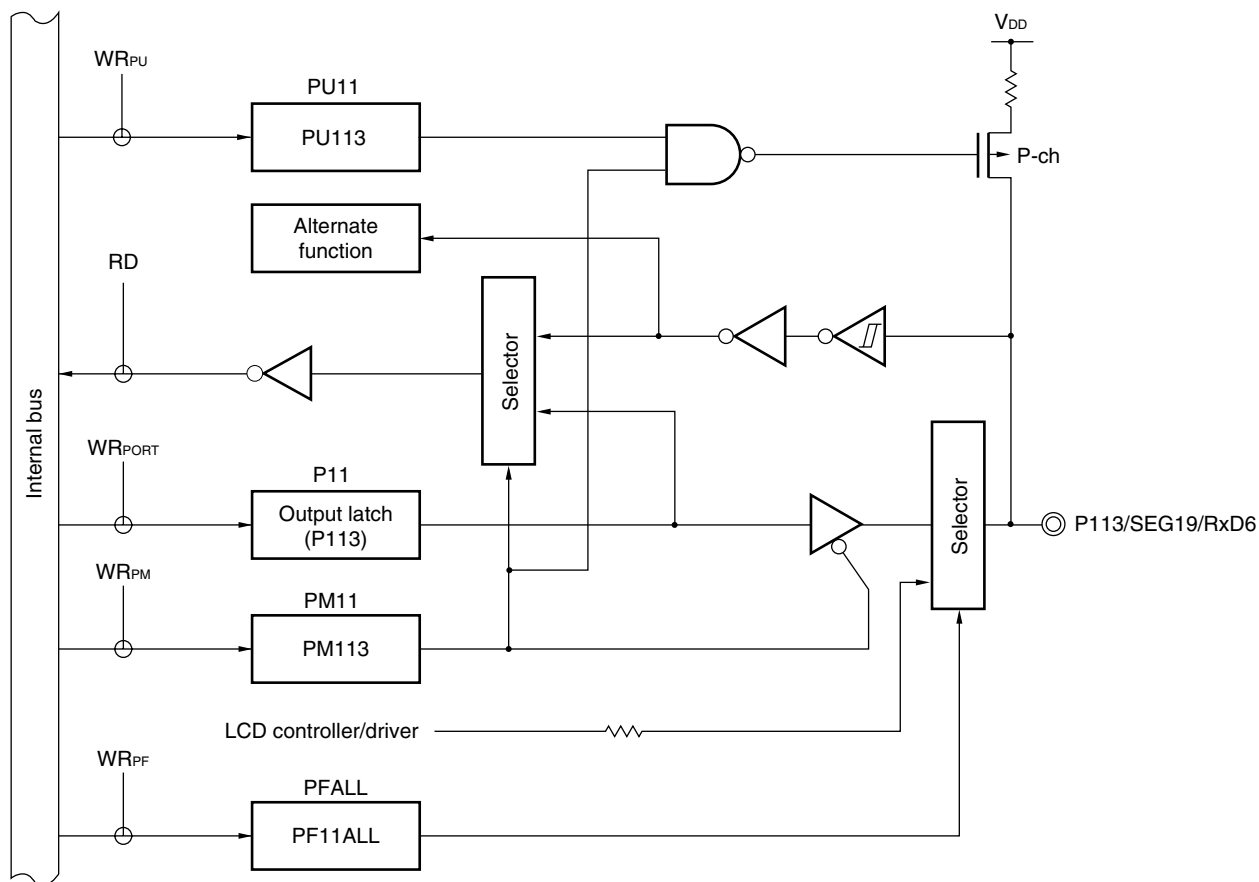 VDD
WRPU
PU11
PU113
P-ch
Alternate
function
RD
Selector
Internal bus
WRPORT
P11
Output latch
(P113)
Selector
P113/SEG19/RxD6
WRPM
PM11
PM113
LCD controller/driver
WRPF
PFALL
PF11ALL